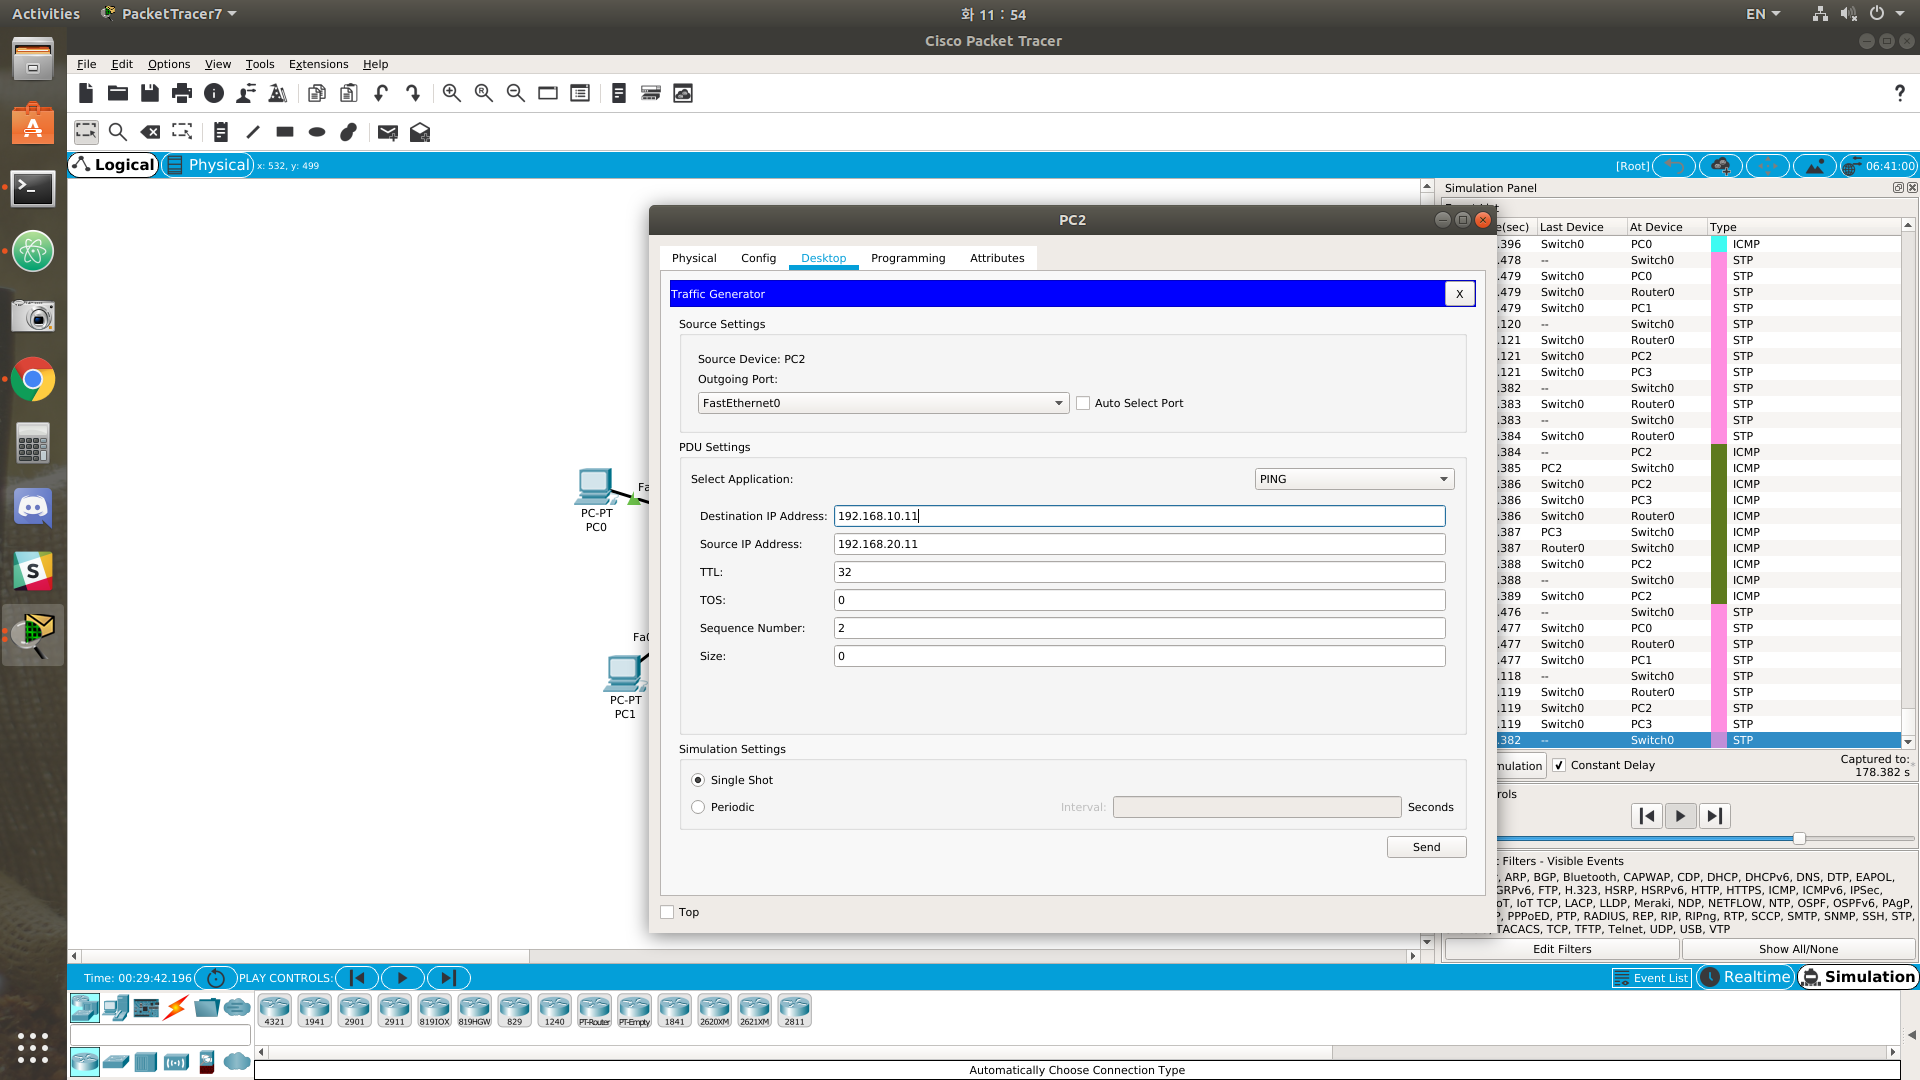 Activities PacketTracer7 화 11 : 54 EN
Cisco Packet Tracer
File Edit Options View Tools Extensions Help
Logical Physical x: 532, y: 499 [Root] 06:41:00
Simulation Panel
PC2
Physical Config Desktop Programming Attributes
Traffic Generator X
Source Settings
Source Device: PC2
Outgoing Port:
FastEthernet0 Auto Select Port
PDU Settings
Select Application: PING
Destination IP Address: 192.168.10.11
Source IP Address: 192.168.20.11
TTL: 32
TOS: 0
Sequence Number: 2
Size: 0
Simulation Settings
Single Shot
Periodic Interval: Seconds
Send
Top
Fa
PC-PT
PC0
Fa0
PC-PT
PC1
e(sec) Last Device At Device Type
.396 Switch0 PC0 ICMP
.478 -- Switch0 STP
.479 Switch0 PC0 STP
.479 Switch0 Router0 STP
.479 Switch0 PC1 STP
.120 -- Switch0 STP
.121 Switch0 Router0 STP
.121 Switch0 PC2 STP
.121 Switch0 PC3 STP
.382 -- Switch0 STP
.383 Switch0 Router0 STP
.383 -- Switch0 STP
.384 Switch0 Router0 STP
.384 -- PC2 ICMP
.385 PC2 Switch0 ICMP
.386 Switch0 PC2 ICMP
.386 Switch0 PC3 ICMP
.386 Switch0 Router0 ICMP
.387 PC3 Switch0 ICMP
.387 Router0 Switch0 ICMP
.388 Switch0 PC2 ICMP
.388 -- Switch0 ICMP
.389 Switch0 PC2 ICMP
.476 -- Switch0 STP
.477 Switch0 PC0 STP
.477 Switch0 Router0 STP
.477 Switch0 PC1 STP
.118 -- Switch0 STP
.119 Switch0 Router0 STP
.119 Switch0 PC2 STP
.119 Switch0 PC3 STP
.382 -- Switch0 STP
mulation Constant Delay Captured to:
178.382 s
rols
Filters - Visible Events
, ARP, BGP, Bluetooth, CAPWAP, CDP, DHCP, DHCPv6, DNS, DTP, EAPOL,
GRPv6, FTP, H.323, HSRP, HSRPv6, HTTP, HTTPS, ICMP, ICMPv6, IPSec,
oT, IoT TCP, LACP, LLDP, Meraki, NDP, NETFLOW, NTP, OSPF, OSPFv6, PAgP,
P, PPPoED, PTP, RADIUS, REP, RIP, RIPng, RTP, SCCP, SMTP, SNMP, SSH, STP,
TACACS, TCP, TFTP, Telnet, UDP, USB, VTP
Edit Filters Show All/None
Time: 00:29:42.196 PLAY CONTROLS: Event List Realtime Simulation
4321 1941 2901 2911 819IOX 819HGW 829 1240 PT-Router PT-Empty 1841 2620XM 2621XM 2811
Automatically Choose Connection Type